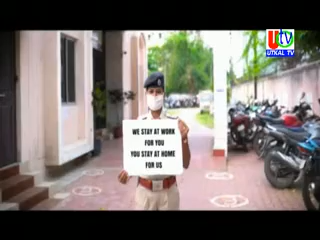 UTV
UTKAL TV
WE STAY AT WORK
FOR YOU
YOU STAY AT HOME
FOR US